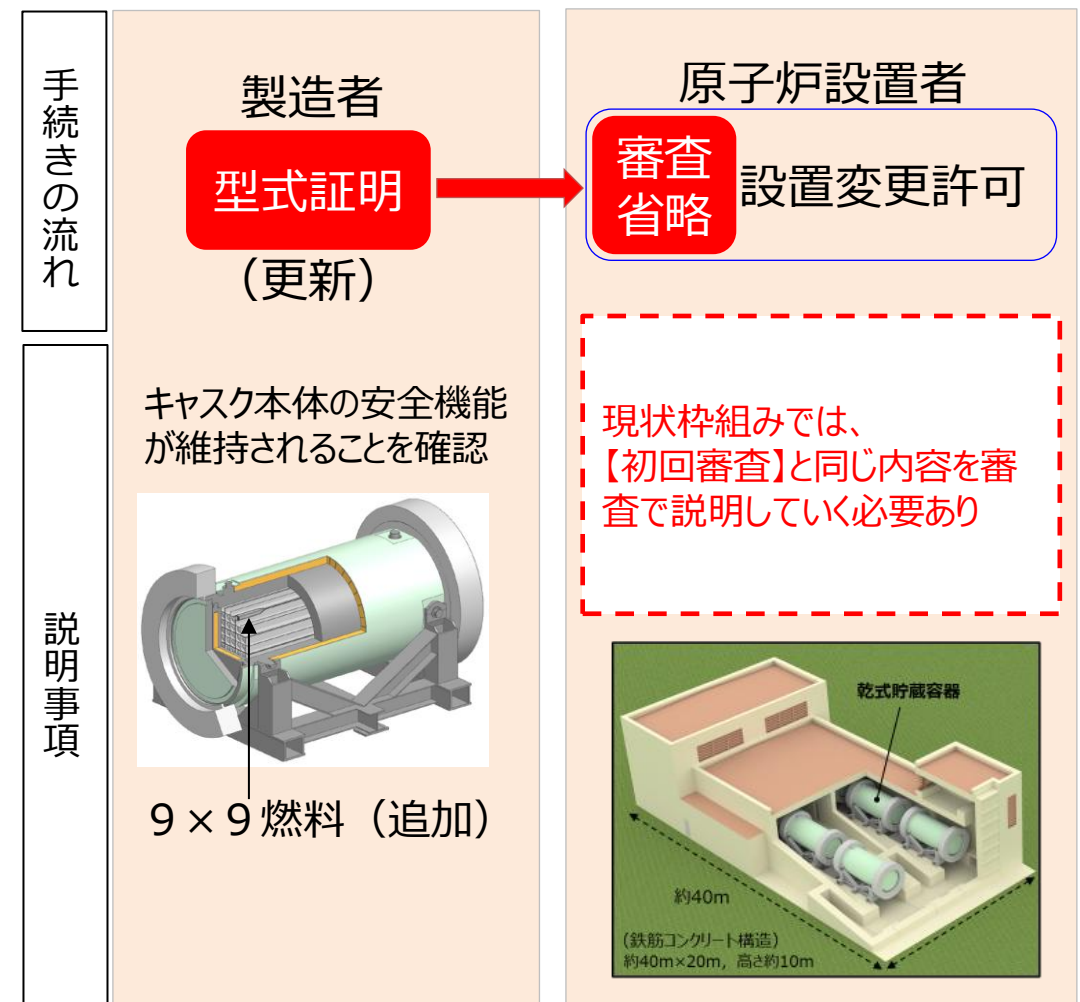 手続きの流れ
製造者
型式証明
（更新）
原子炉設置者
審査
省略
設置変更許可
説明事項
キャスク本体の安全機能
が維持されることを確認
９×９燃料（追加）
現状枠組みでは、
【初回審査】と同じ内容を審
査で説明していく必要あり
乾式貯蔵容器
約40m
（鉄筋コンクリート構造）
約40m×20m，高さ約10m